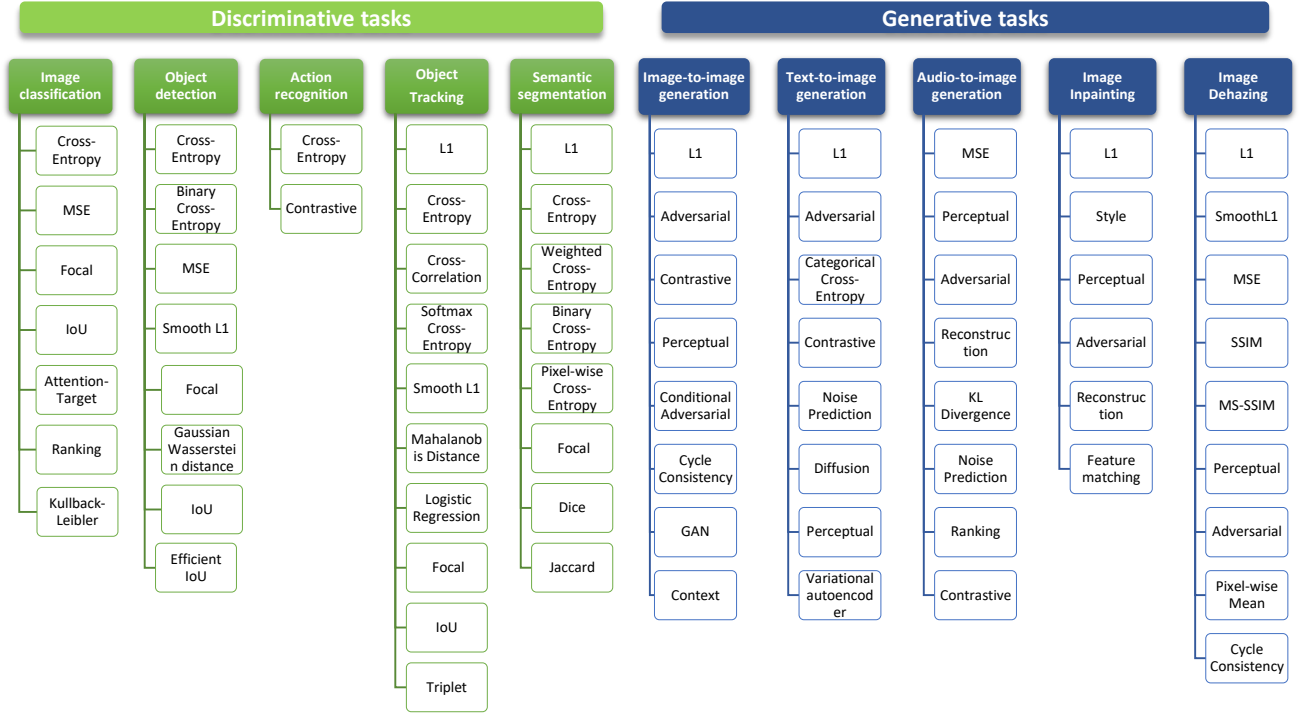 Discriminative tasks
Image
classification
Cross-
Entropy
MSE
Focal
IoU
Attention-
Target
Ranking
Kullback-
Leibler
Object
detection
Cross-
Entropy
Binary
Cross-
Entropy
MSE
Smooth L1
Focal
Gaussian
Wasserstei
n distance
IoU
Efficient
IoU
Action
recognition
Cross-
Entropy
Contrastive
Object
Tracking
L1
Cross-
Entropy
Cross-
Correlation
Softmax
Cross-
Entropy
Smooth L1
Mahalanob
is Distance
Logistic
Regression
Focal
IoU
Triplet
Semantic
segmentation
L1
Cross-
Entropy
Weighted
Cross-
Entropy
Binary
Cross-
Entropy
Pixel-wise
Cross-
Entropy
Focal
Dice
Jaccard
Generative tasks
Image-to-image
generation
L1
Adversarial
Contrastive
Perceptual
Conditional
Adversarial
Cycle
Consistency
GAN
Context
Text-to-image
generation
L1
Adversarial
Categorical
Cross-
Entropy
Contrastive
Noise
Prediction
Diffusion
Perceptual
Variational
autoencod
er
Audio-to-image
generation
MSE
Perceptual
Adversarial
Reconstruc
tion
KL
Divergence
Noise
Prediction
Ranking
Contrastive
Image
Inpainting
L1
Style
Perceptual
Adversarial
Reconstruc
tion
Feature
matching
Image
Dehazing
L1
SmoothL1
MSE
SSIM
MS-SSIM
Perceptual
Adversarial
Pixel-wise
Mean
Cycle
Consistency